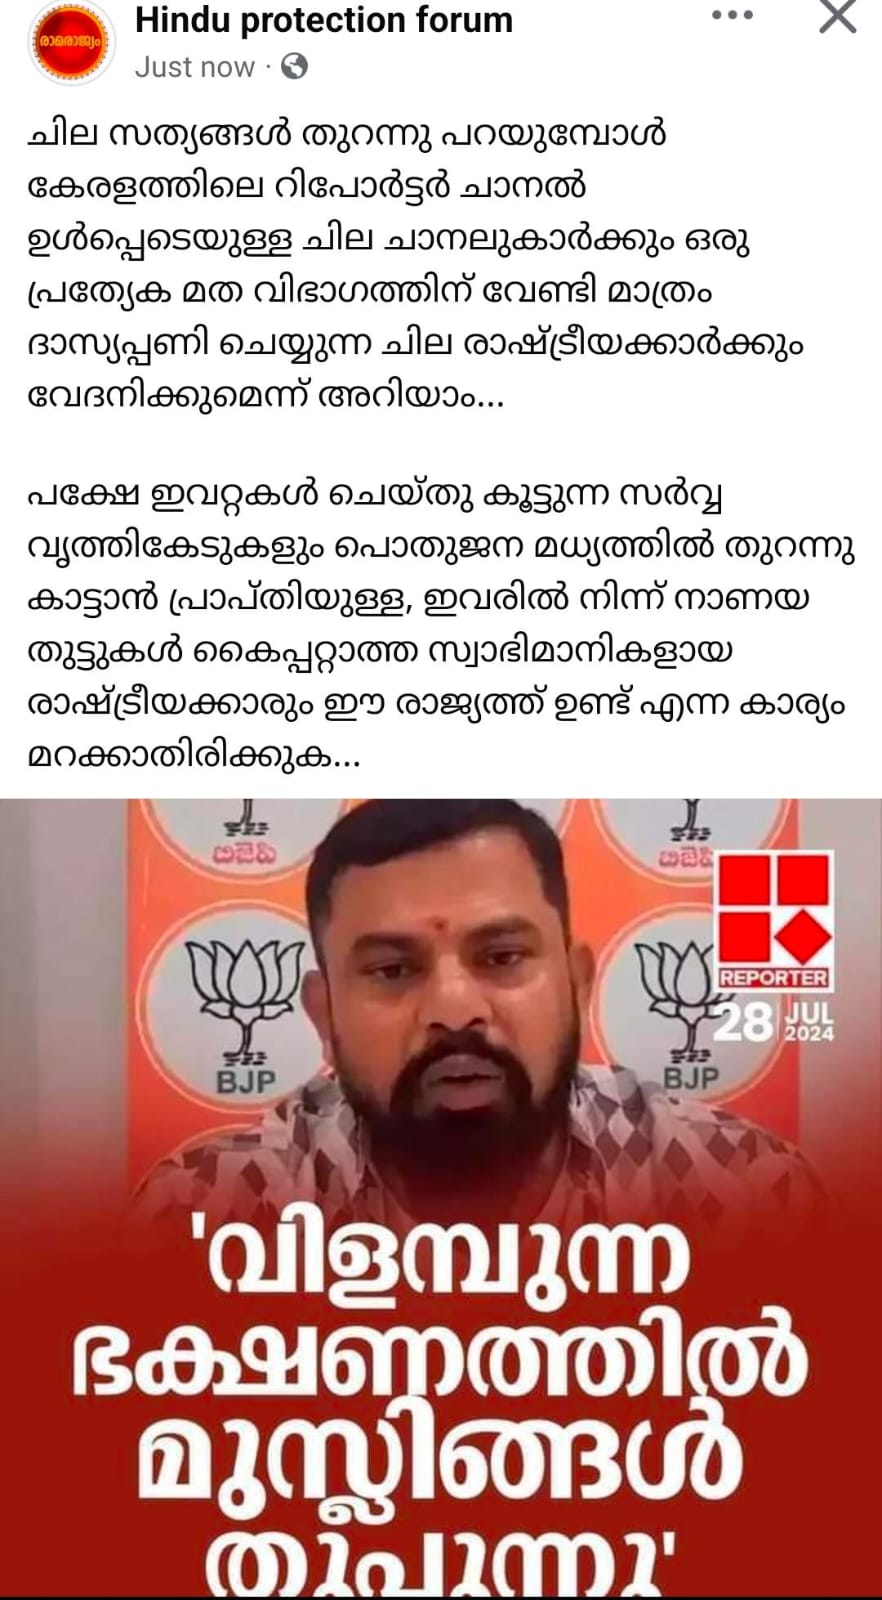 രാമരാജ്യം
Hindu protection forum
Just now ·
ചില സത്യങ്ങൾ തുറന്നു പറയുമ്പോൾ
കേരളത്തിലെ റിപോർട്ടർ ചാനൽ
ഉൾപ്പെടെയുള്ള ചില ചാനലുകാർക്കും ഒരു
പ്രത്യേക മത വിഭാഗത്തിന് വേണ്ടി മാത്രം
ദാസ്യപ്പണി ചെയ്യുന്ന ചില രാഷ്ട്രീയക്കാർക്കും
വേദനിക്കുമെന്ന് അറിയാം...
പക്ഷേ ഇവറ്റകൾ ചെയ്തു കൂട്ടുന്ന സർവ്വ
വൃത്തികേടുകളും പൊതുജന മധ്യത്തിൽ തുറന്നു
കാട്ടാൻ പ്രാപ്തിയുള്ള, ഇവരിൽ നിന്ന് നാണയ
തുട്ടുകൾ കൈപ്പറ്റാത്ത സ്വാഭിമാനികളായ
രാഷ്ട്രീയക്കാരും ഈ രാജ്യത്ത് ഉണ്ട് എന്ന കാര്യം
മറക്കാതിരിക്കുക...
బిజెపి
బిజెపి
REPORTER
28 JUL
2024
BJP
BJP
'വിളമ്പുന്ന
ഭക്ഷണത്തിൽ
മുസ്ലിങ്ങൾ
തുപ്പുന്നു'